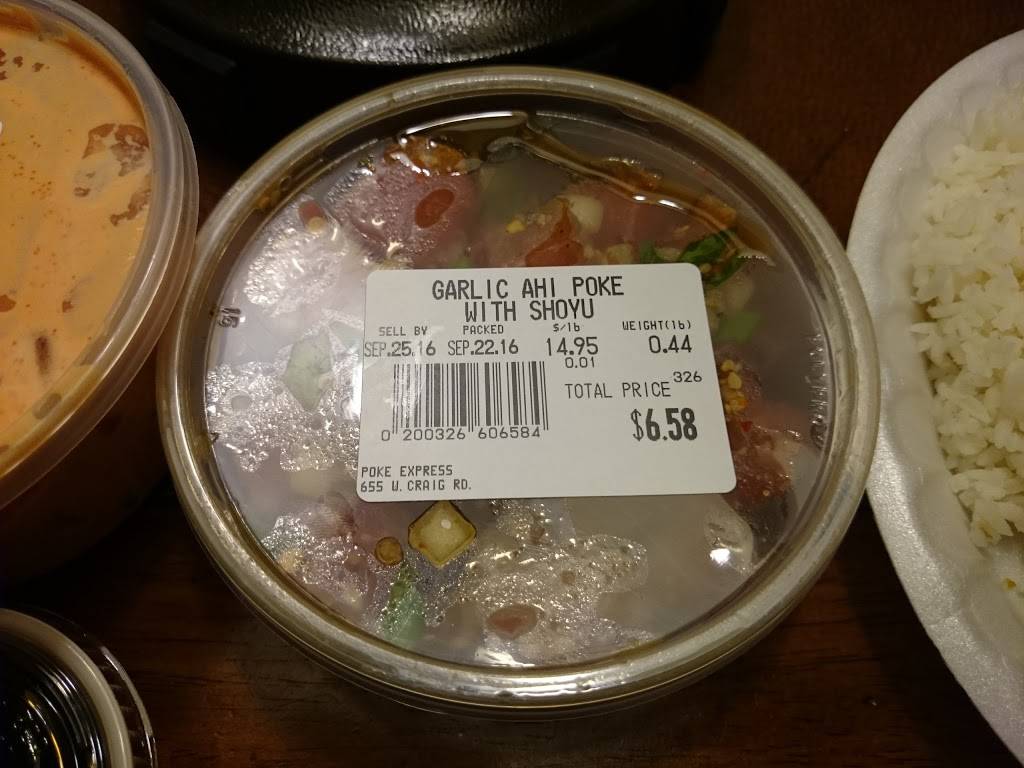 GARLIC AHI POKE
WITH SHOYU
SELL BY PACKED $/lb WEIGHT(lb)
SEP.25.16 SEP.22.16 14.95 0.44
0.01
TOTAL PRICE 326
$6.58
0 200326 606584
POKE EXPRESS
655 W. CRAIG RD.